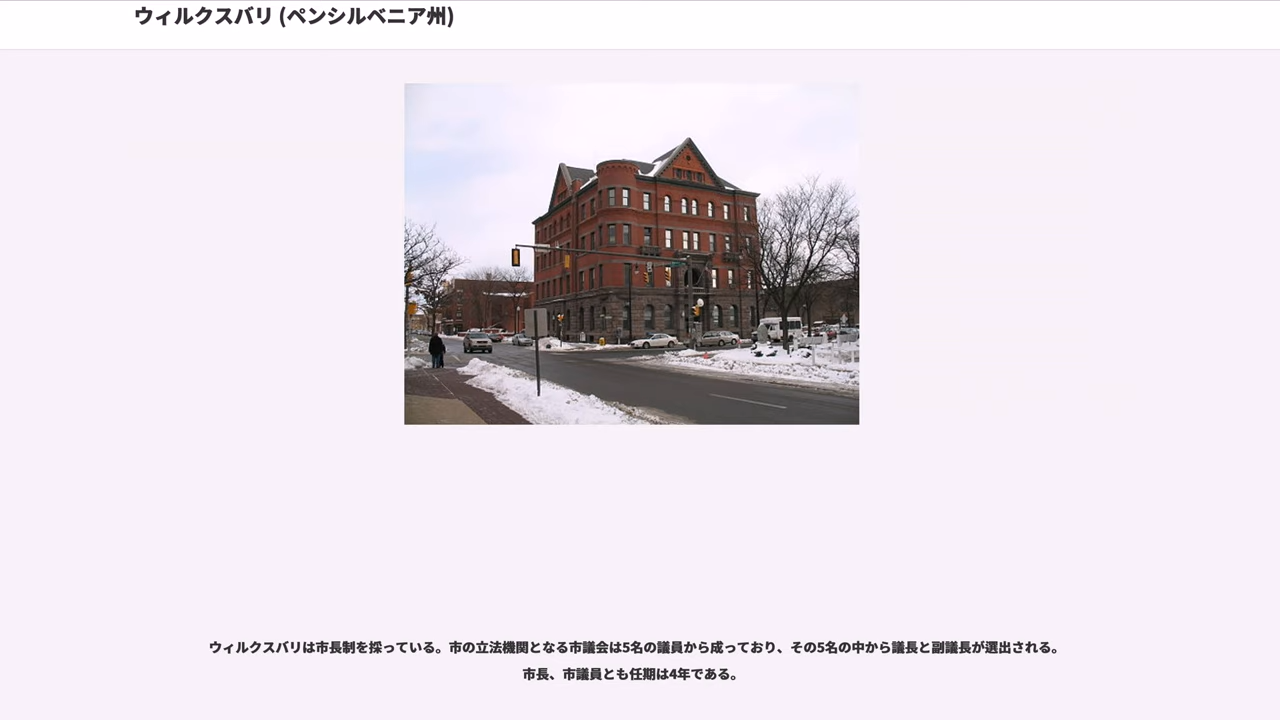 ウィルクスバリ (ペンシルベニア州)
ウィルクスバリは市長制を採っている。市の立法機関となる市議会は5名の議員から成っており、その5名の中から議長と副議長が選出される。
市長、市議員とも任期は4年である。